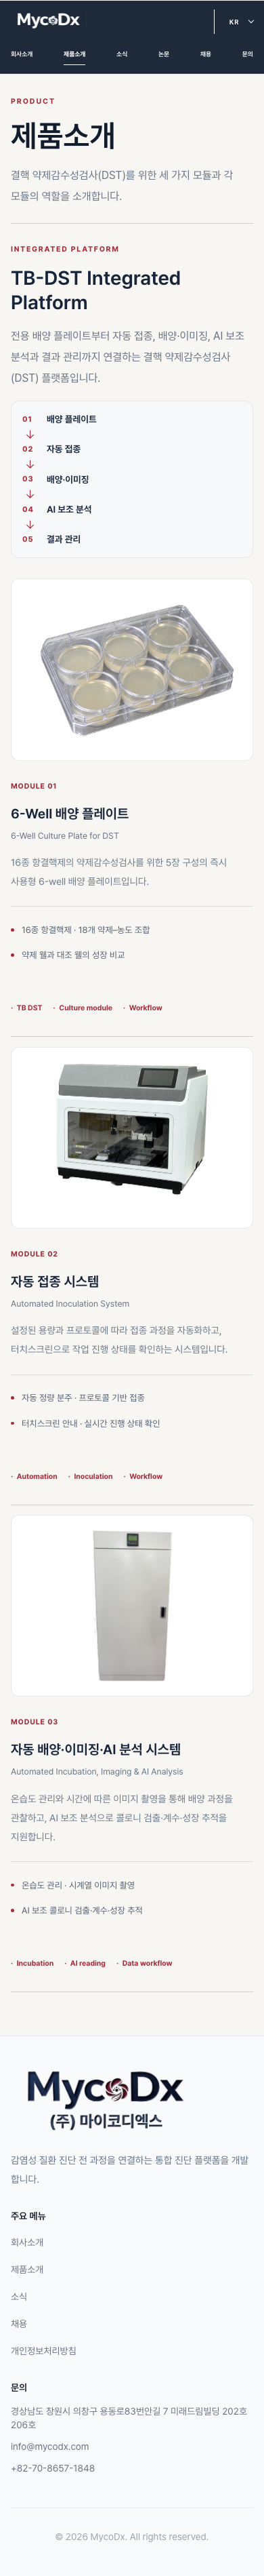 MycoDx
KR
회사소개 제품소개 소식 논문 채용 문의
PRODUCT
제품소개
결핵 약제감수성검사(DST)를 위한 세 가지 모듈과 각
모듈의 역할을 소개합니다.
INTEGRATED PLATFORM
TB-DST Integrated
Platform
전용 배양 플레이트부터 자동 접종, 배양·이미징, AI 보조
분석과 결과 관리까지 연결하는 결핵 약제감수성검사
(DST) 플랫폼입니다.
01 배양 플레이트
↓
02 자동 접종
↓
03 배양·이미징
↓
04 AI 보조 분석
↓
05 결과 관리
MODULE 01
6-Well 배양 플레이트
6-Well Culture Plate for DST
16종 항결핵제의 약제감수성검사를 위한 5장 구성의 즉시
사용형 6-well 배양 플레이트입니다.
• 16종 항결핵제 · 18개 약제–농도 조합
• 약제 웰과 대조 웰의 성장 비교
· TB DST · Culture module · Workflow
MODULE 02
자동 접종 시스템
Automated Inoculation System
설정된 용량과 프로토콜에 따라 접종 과정을 자동화하고,
터치스크린으로 작업 진행 상태를 확인하는 시스템입니다.
• 자동 정량 분주 · 프로토콜 기반 접종
• 터치스크린 안내 · 실시간 진행 상태 확인
· Automation · Inoculation · Workflow
MODULE 03
자동 배양·이미징·AI 분석 시스템
Automated Incubation, Imaging & AI Analysis
온습도 관리와 시간에 따른 이미지 촬영을 통해 배양 과정을
관찰하고, AI 보조 분석으로 콜로니 검출·계수·성장 추적을
지원합니다.
• 온습도 관리 · 시계열 이미지 촬영
• AI 보조 콜로니 검출·계수·성장 추적
· Incubation · AI reading · Data workflow
MycoDx
(주) 마이코디엑스
감염성 질환 진단 전 과정을 연결하는 통합 진단 플랫폼을 개발
합니다.
주요 메뉴
회사소개
제품소개
소식
채용
개인정보처리방침
문의
경상남도 창원시 의창구 용동로83번안길 7 미래드림빌딩 202호
206호
info@mycodx.com
+82-70-8657-1848
© 2026 MycoDx. All rights reserved.